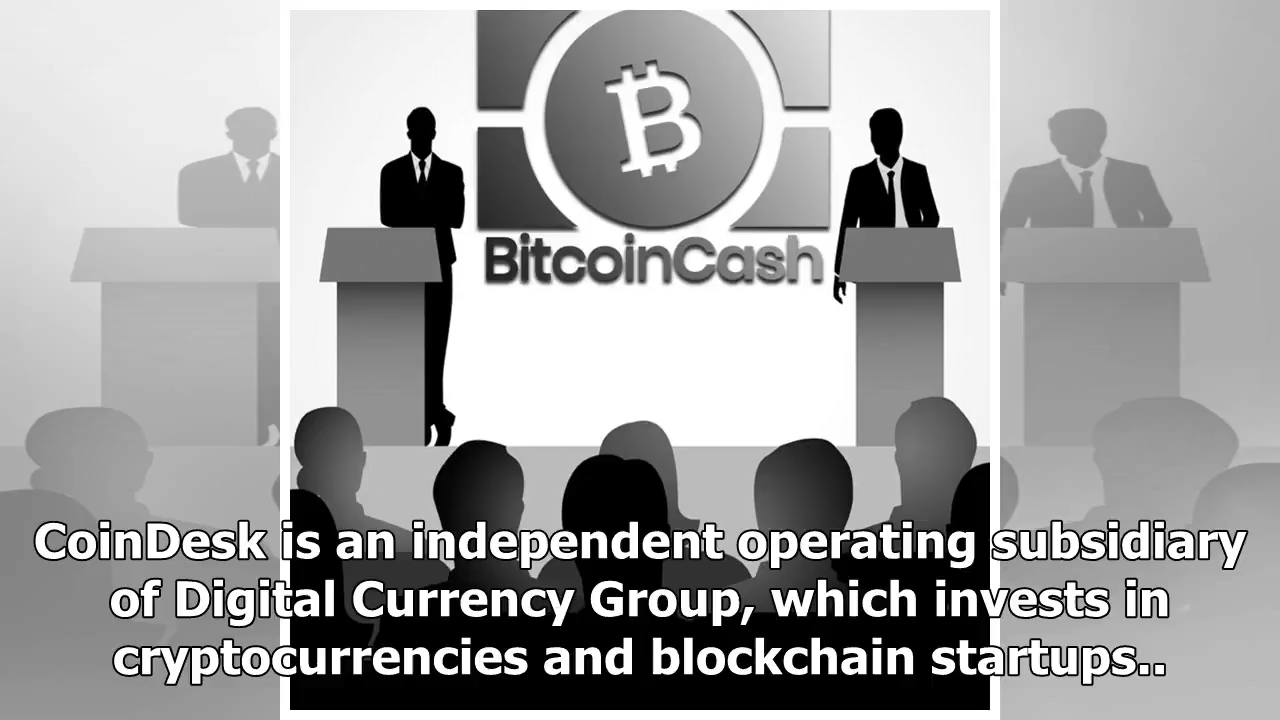 BitcoinCash
CoinDesk is an independent operating subsidiary
of Digital Currency Group, which invests in
cryptocurrencies and blockchain startups..